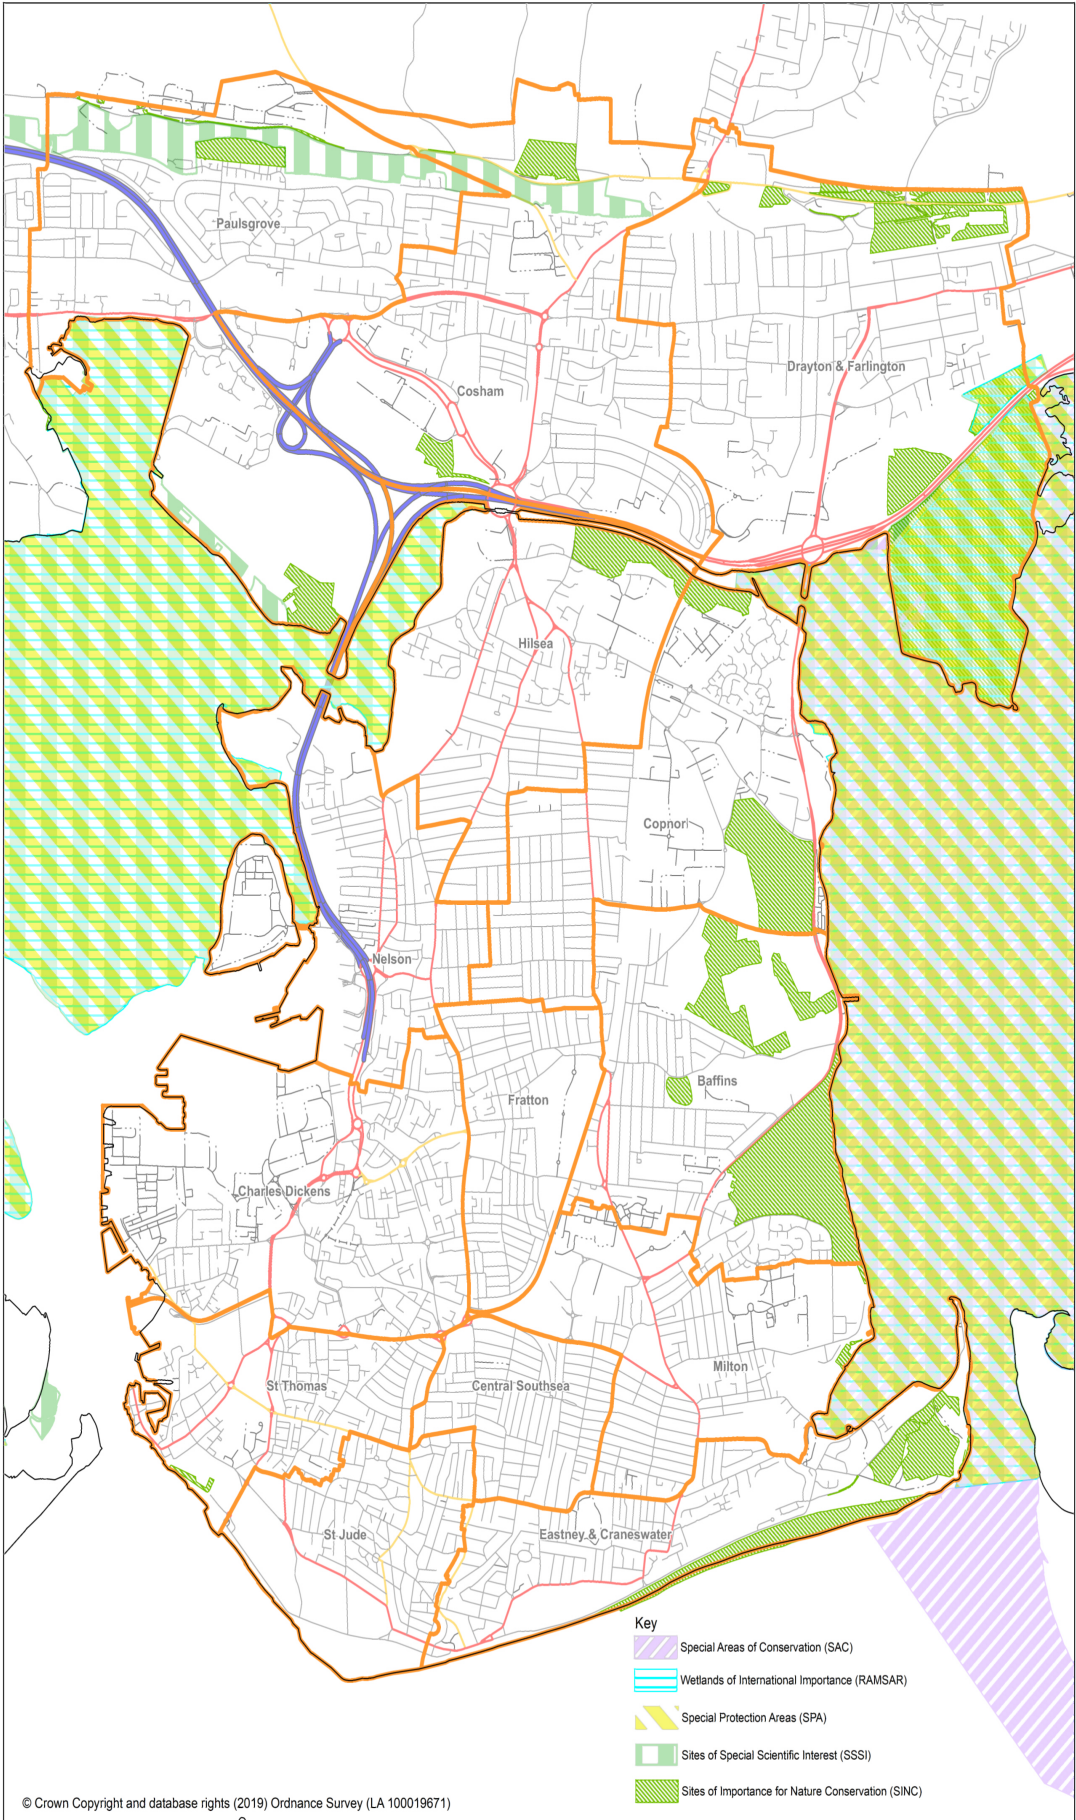 Paulsgrove
Drayton & Farlington
Cosham
Hilsea
Copnor
Nelson
Baffins
Fratton
Charles Dickens
Milton
St Thomas
Central Southsea
St Jude
Eastney & Craneswater
Key
Special Areas of Conservation (SAC)
Wetlands of International Importance (RAMSAR)
Special Protection Areas (SPA)
Sites of Special Scientific Interest (SSSI)
Sites of Importance for Nature Conservation (SINC)
© Crown Copyright and database rights (2019) Ordnance Survey (LA 100019671)